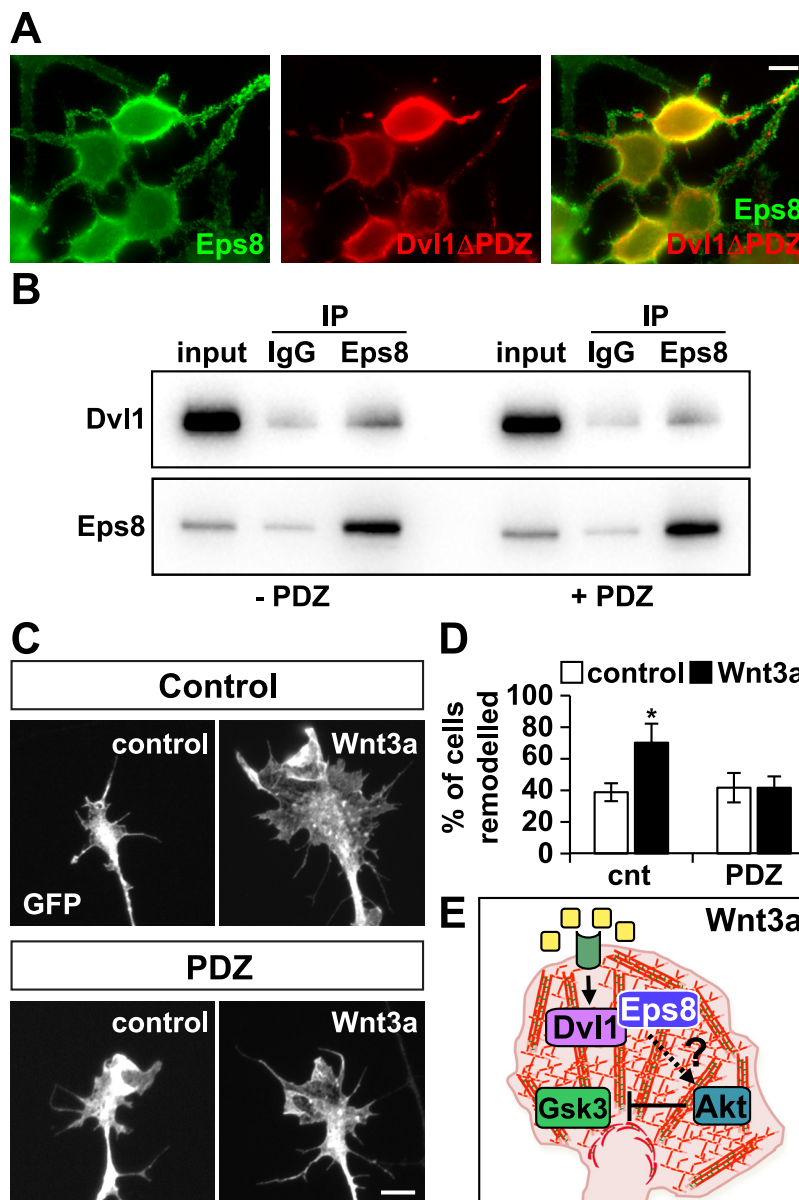 A
Eps8
Dvl1ΔPDZ
Eps8
Dvl1ΔPDZ
B
IP IP
input IgG Eps8 input IgG Eps8
Dvl1
Eps8
- PDZ + PDZ
C
Control
control Wnt3a
GFP
PDZ
control Wnt3a
D
control Wnt3a
% of cells
remodelled
100
80
60
40
20
0
*
cnt PDZ
E
Wnt3a
Eps8
Dvl1
?
Gsk3 Akt